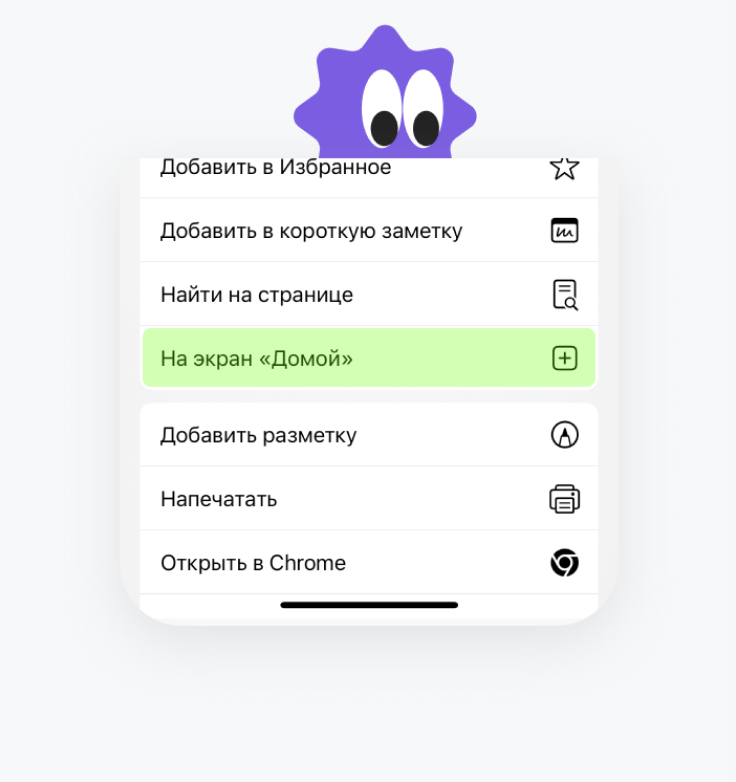 Добавить в Избранное
Добавить в короткую заметку
Найти на странице
На экран «Домой»
Добавить разметку
Напечатать
Открыть в Chrome